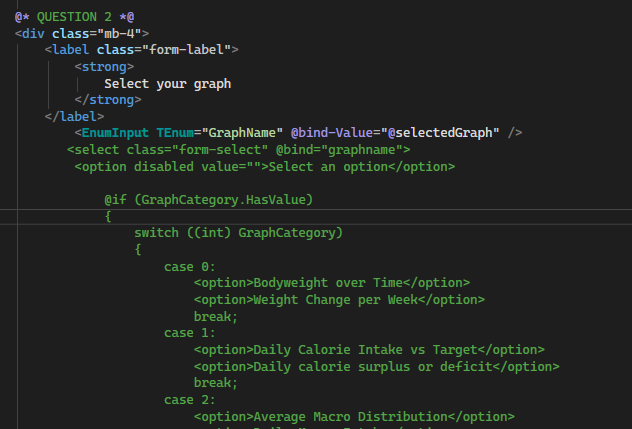 @* QUESTION 2 *@
<div class="mb-4">
<label class="form-label">
<strong>
Select your graph
</strong>
</label>
<EnumInput TEnum="GraphName" @bind-Value="@selectedGraph" />
<select class="form-select" @bind="graphname">
<option disabled value="">Select an option</option>
@if (GraphCategory.HasValue)
{
switch ((int) GraphCategory)
{
case 0:
<option>Bodyweight over Time</option>
<option>Weight Change per Week</option>
break;
case 1:
<option>Daily Calorie Intake vs Target</option>
<option>Daily calorie surplus or deficit</option>
break;
case 2:
<option>Average Macro Distribution</option>